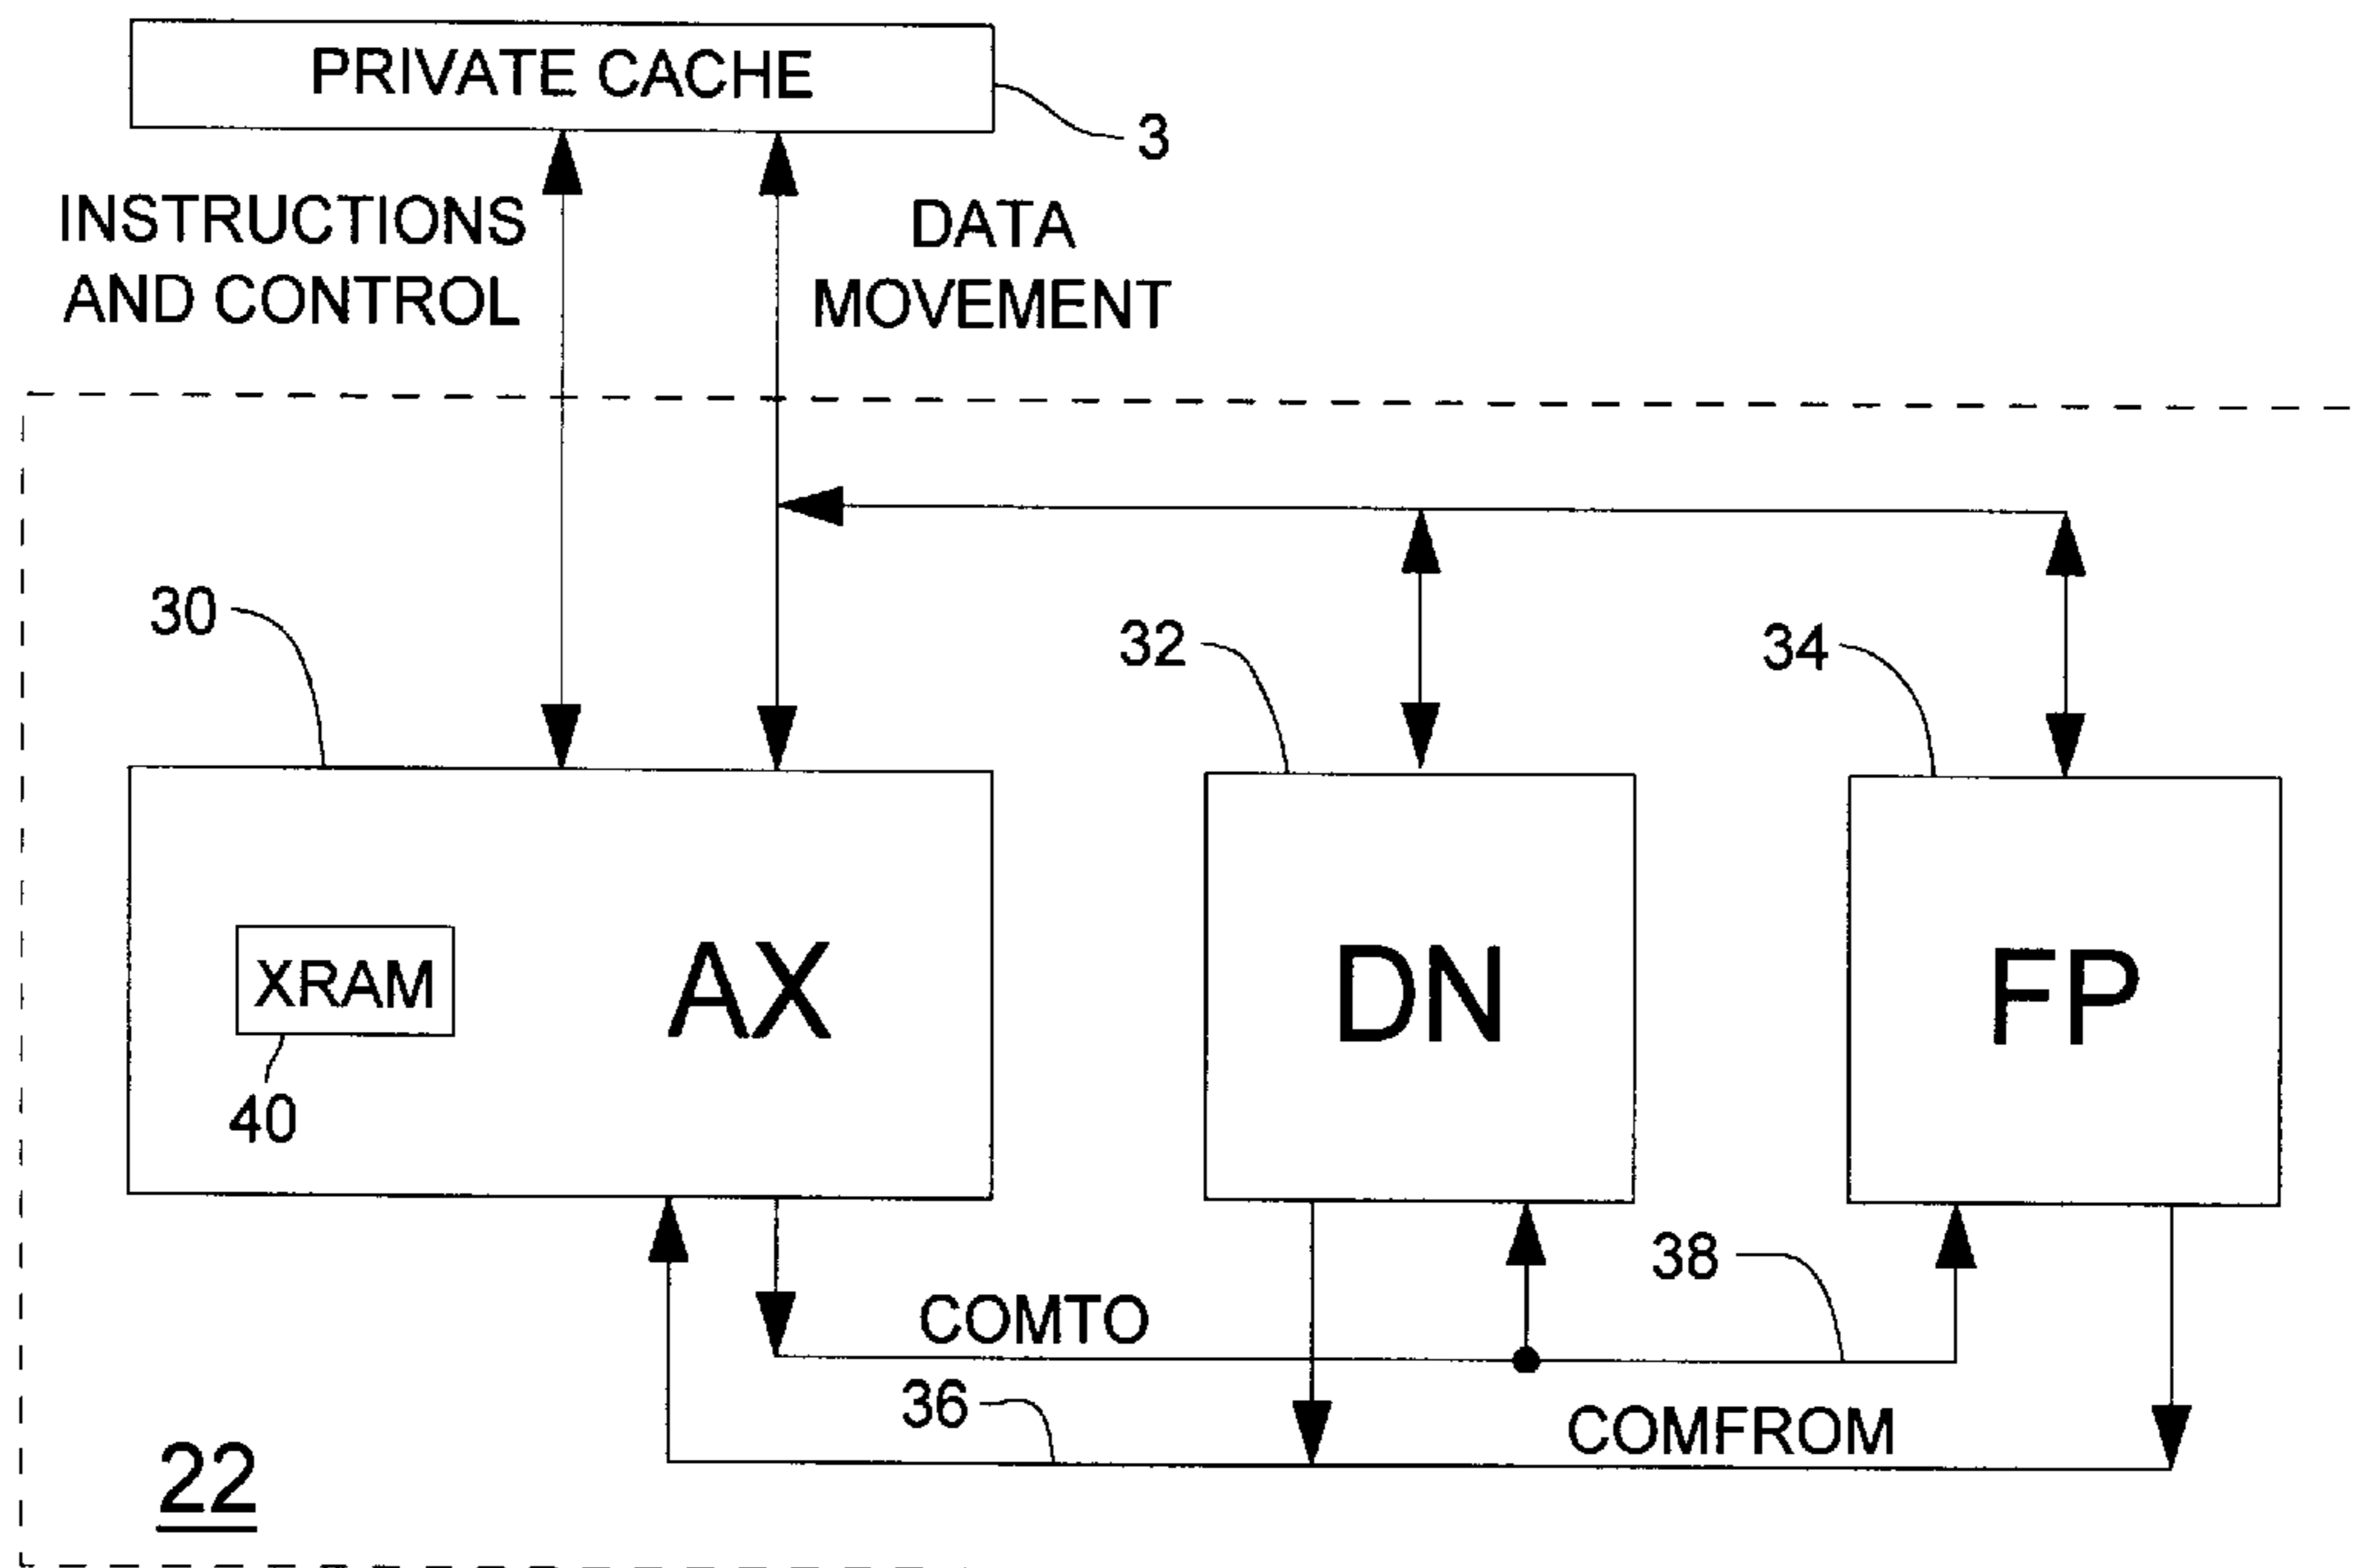 PRIVATE CACHE
3
INSTRUCTIONS
AND CONTROL
DATA
MOVEMENT
30
32
34
XRAM
AX
DN
FP
40
38
COMTO
36
COMFROM
22